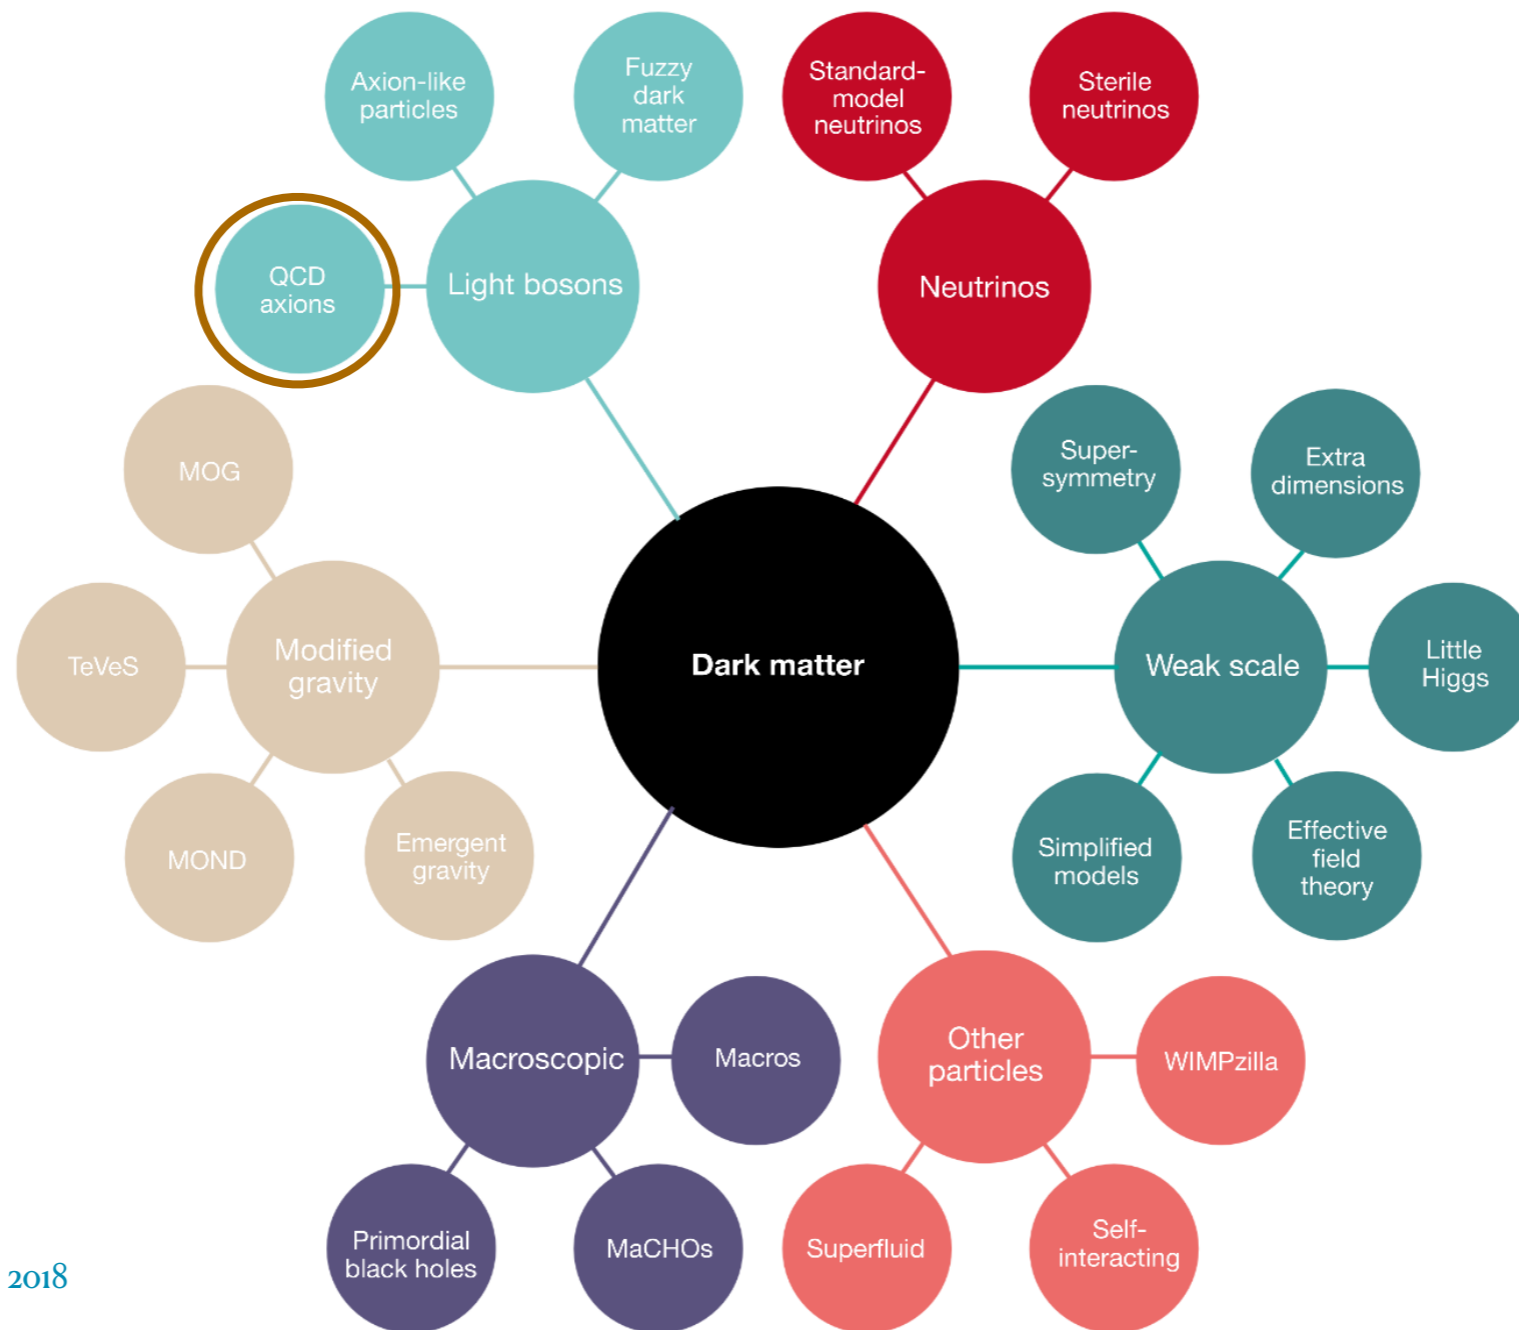 Axion-like
particles
Fuzzy
dark
matter
Standard-
model
neutrinos
Sterile
neutrinos
QCD
axions
Light bosons
Neutrinos
MOG
Super-
symmetry
Extra
dimensions
TeVeS
Modified
gravity
Dark matter
Weak scale
Little
Higgs
MOND
Emergent
gravity
Simplified
models
Effective
field
theory
Macroscopic
Macros
Other
particles
WIMPzilla
Primordial
black holes
MaCHOs
Superfluid
Self-
interacting
2018